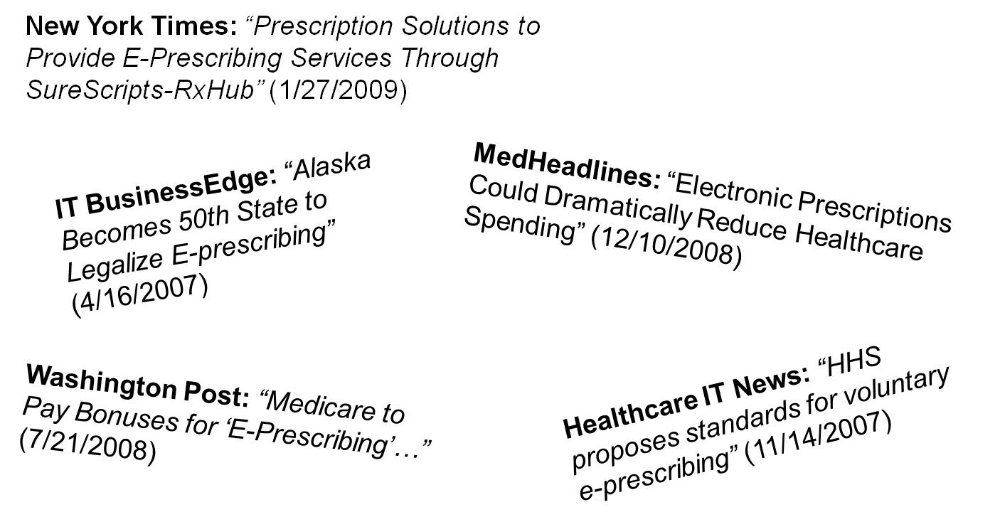 New York Times: “Prescription Solutions to
Provide E-Prescribing Services Through
SureScripts-RxHub” (1/27/2009)
IT BusinessEdge: “Alaska
Becomes 50th State to
Legalize E-prescribing”
(4/16/2007)
MedHeadlines: “Electronic Prescriptions
Could Dramatically Reduce Healthcare
Spending” (12/10/2008)
Washington Post: “Medicare to
Pay Bonuses for ‘E-Prescribing’…”
(7/21/2008)
Healthcare IT News: “HHS
proposes standards for voluntary
e-prescribing” (11/14/2007)